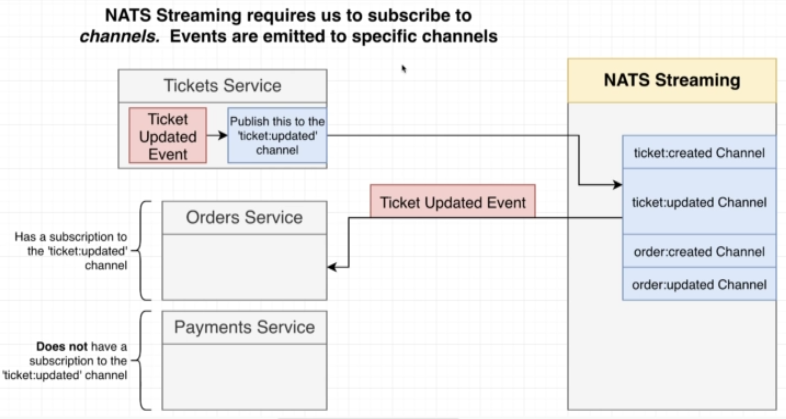 NATS Streaming requires us to subscribe to
channels. Events are emitted to specific channels
Tickets Service
Ticket
Updated
Event
Publish this to the
'ticket:updated'
channel
NATS Streaming
ticket:created Channel
ticket:updated Channel
order:created Channel
order:updated Channel
Ticket Updated Event
Has a subscription to
the 'ticket:updated'
channel
Orders Service
Does not have a
subscription to the
'ticket:updated' channel
Payments Service